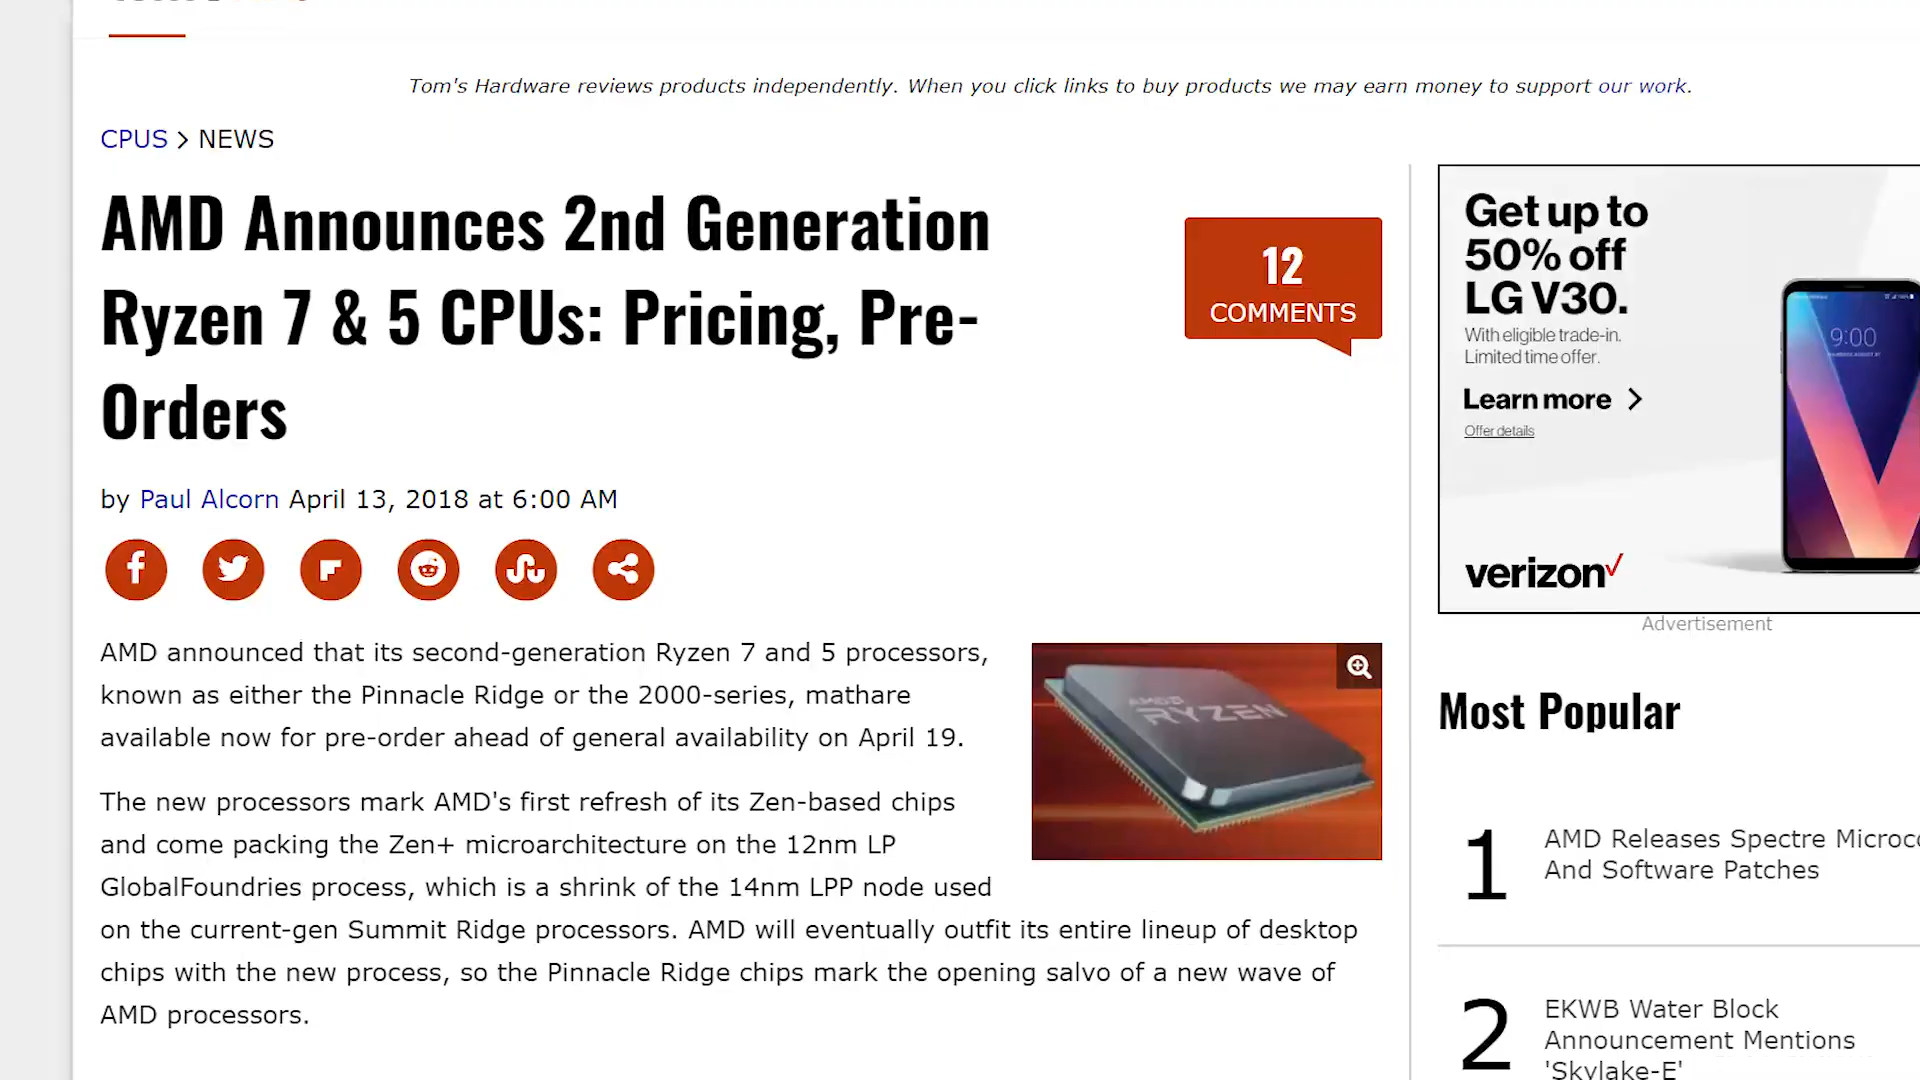 Tom's Hardware reviews products independently. When you click links to buy products we may earn money to support our work.
CPUS > NEWS
AMD Announces 2nd Generation
Ryzen 7 & 5 CPUs: Pricing, Pre-
Orders
12
COMMENTS
by Paul Alcorn April 13, 2018 at 6:00 AM
AMD announced that its second-generation Ryzen 7 and 5 processors,
known as either the Pinnacle Ridge or the 2000-series, mathare
available now for pre-order ahead of general availability on April 19.
AMD
RYZEN
The new processors mark AMD's first refresh of its Zen-based chips
and come packing the Zen+ microarchitecture on the 12nm LP
GlobalFoundries process, which is a shrink of the 14nm LPP node used
on the current-gen Summit Ridge processors. AMD will eventually outfit its entire lineup of desktop
chips with the new process, so the Pinnacle Ridge chips mark the opening salvo of a new wave of
AMD processors.
Get up to
50% off
LG V30.
With eligible trade-in.
Limited time offer.
Learn more >
Offer details
9:00
verizon
Advertisement
Most Popular
1
AMD Releases Spectre
And Software Patches
2
EKWB Water Block
Announcement Mentions
'Skylake-E'